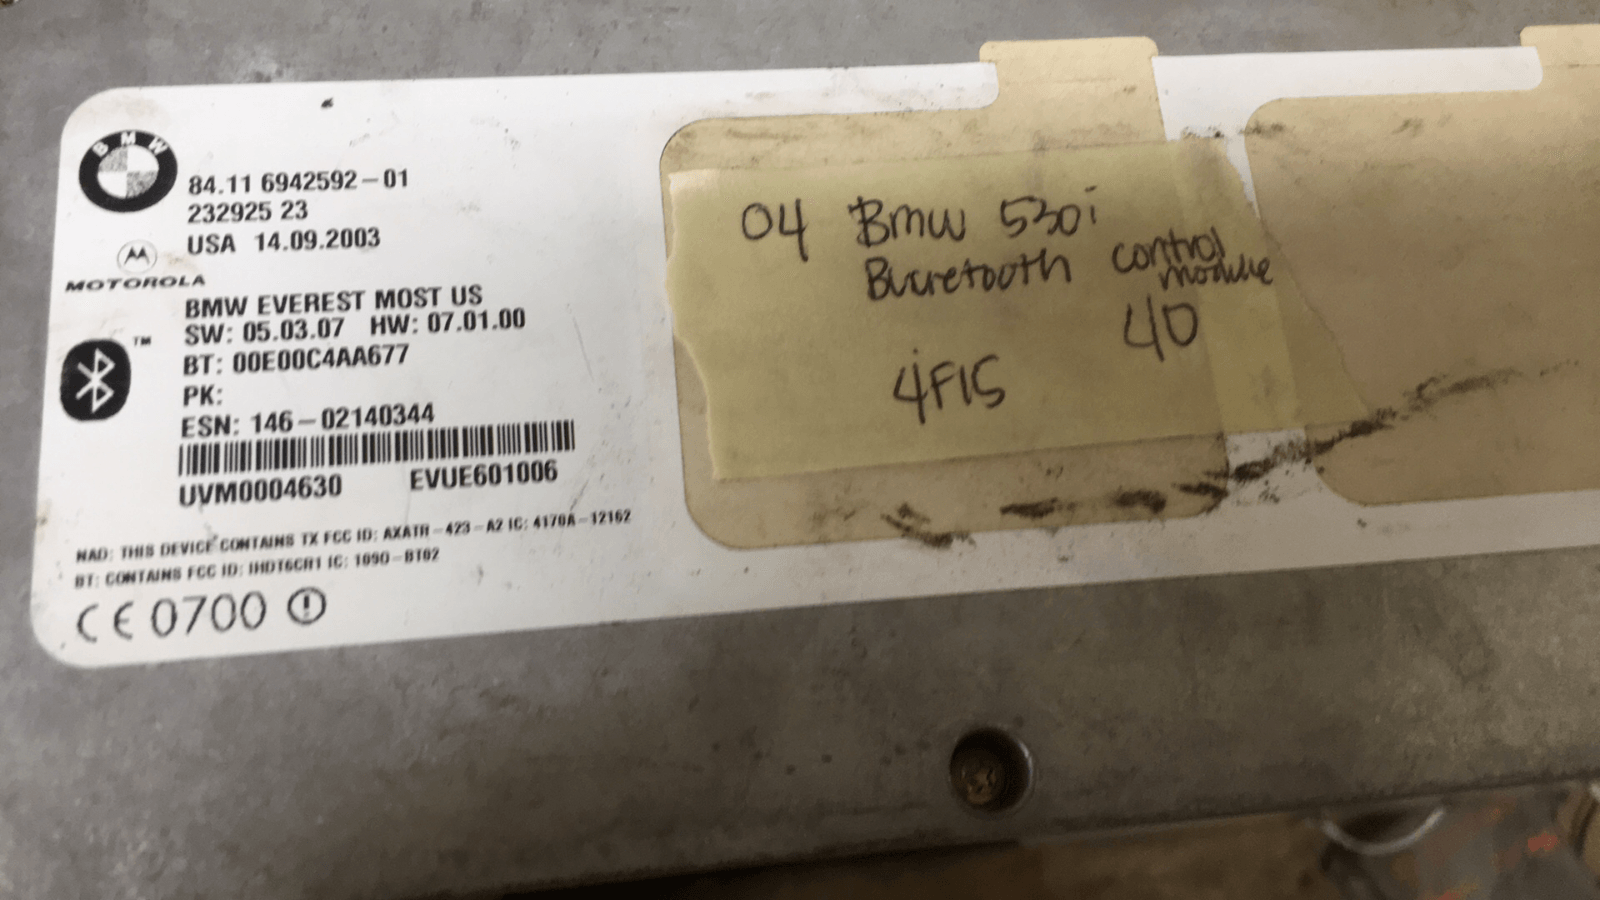 BMW
84.11 6942592-01
232925 23
USA 14.09.2003
MOTOROLA
BMW EVEREST MOST US
SW: 05.03.07 HW: 07.01.00
TM
BT: 00E00C4AA677
PK:
ESN: 146-02140344
UVM0004630 EVUE601006
NAD: THIS DEVICE CONTAINS TX FCC ID: AXATR-423-A2 IC: 4170A-12162
BT: CONTAINS FCC ID: IHDT6CR1 IC: 109O-BT02
CE 0700
04 BMW 530i
Blueetooth control
module
40
4F15